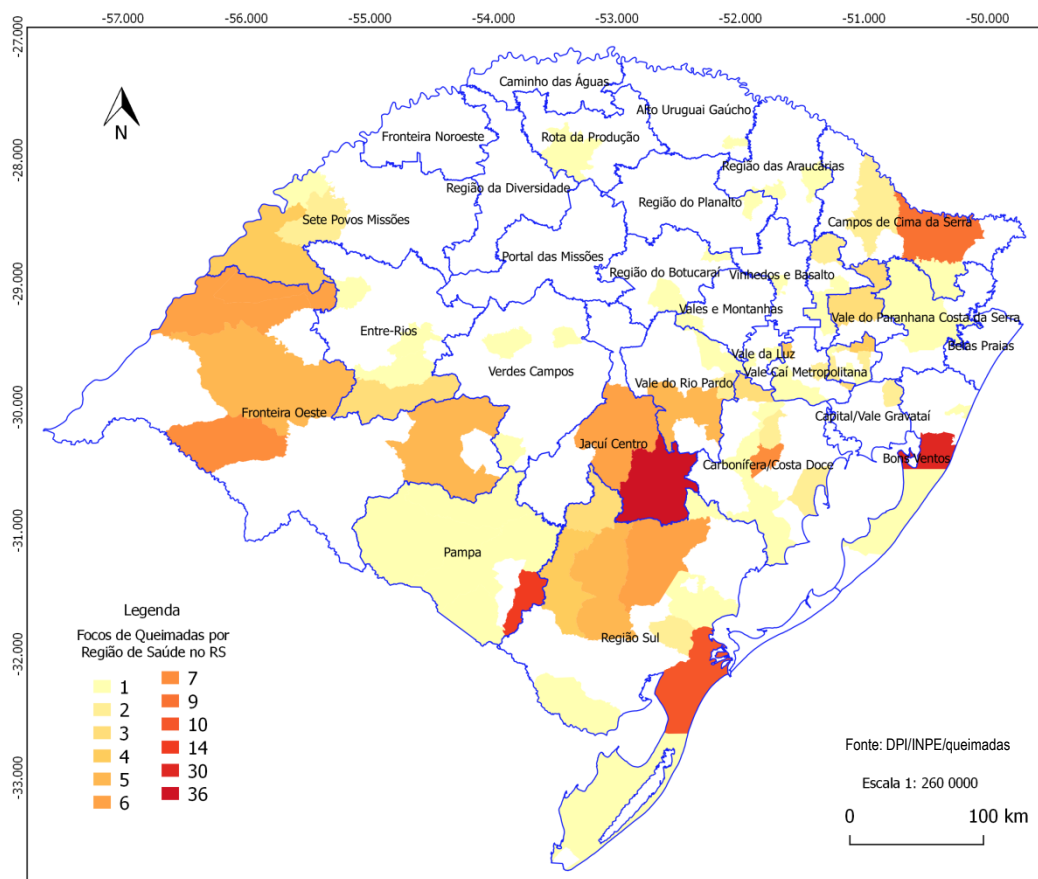 -57.000 -56.000 -55.000 -54.000 -53.000 -52.000 -51.000 -50.000
-27.000
-28.000
-29.000
-30.000
-31.000
-32.000
-33.000
N
Caminho das Águas
Alto Uruguai Gaúcho
Fronteira Noroeste
Rota da Produção
Região das Araucárias
Região da Diversidade
Região do Planalto
Sete Povos Missões
Campos de Cima da Serra
Portal das Missões
Região do Botucaraí
Vinhedos e Basalto
Vales e Montanhas
Vale do Paranhana Costa da Serra
Entre-Rios
Belas Praias
Vale da Luz
Verdes Campos
Vale Caí Metropolitana
Vale do Rio Pardo
Fronteira Oeste
Capital/Vale Gravataí
Jacuí Centro
Carbonífera/Costa Doce
Bons Ventos
Pampa
Região Sul
Legenda
Focos de Queimadas por
Região de Saúde no RS
1
2
3
4
5
6
7
9
10
14
30
36
Fonte: DPI/INPE/queimadas
Escala 1: 260 0000
0 100 km